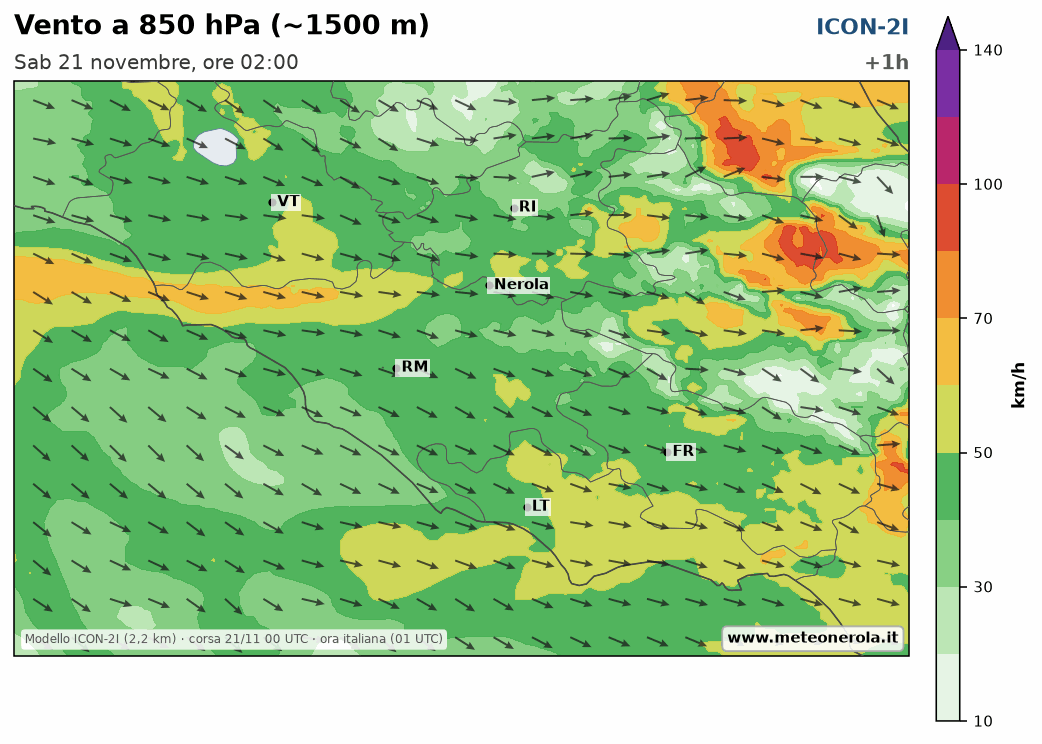 Vento a 850 hPa (~1500 m)
ICON-2I
Sab 21 novembre, ore 02:00
+1h
140
100
70
50
30
10
km/h
VT
RI
Nerola
RM
FR
LT
Modello ICON-2I (2,2 km) · corsa 21/11 00 UTC · ora italiana (01 UTC)
www.meteonerola.it